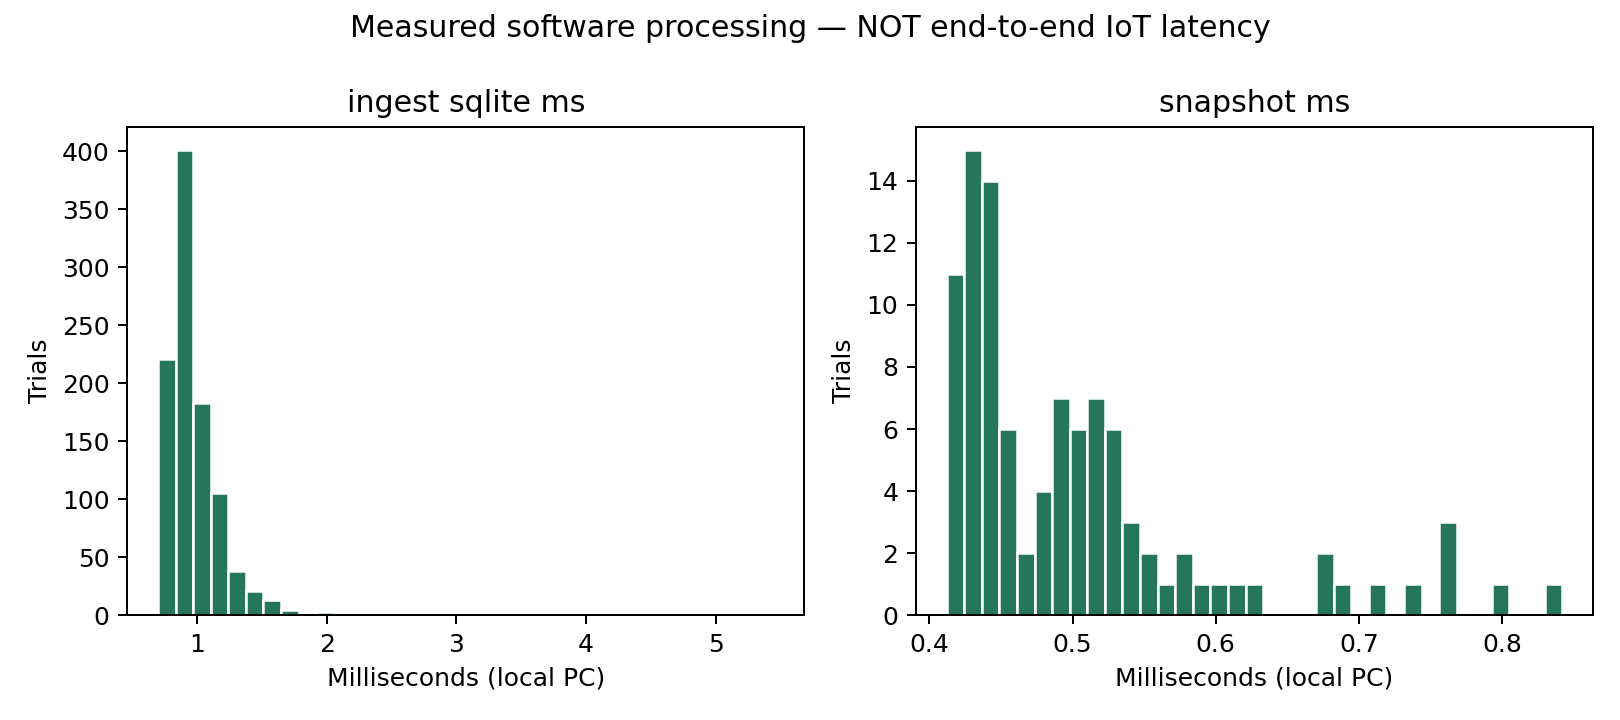 Measured software processing — NOT end-to-end IoT latency
ingest sqlite ms
400
350
300
250
200
150
100
50
0
Trials
1 2 3 4 5
Milliseconds (local PC)
snapshot ms
14
12
10
8
6
4
2
0
Trials
0.4 0.5 0.6 0.7 0.8
Milliseconds (local PC)